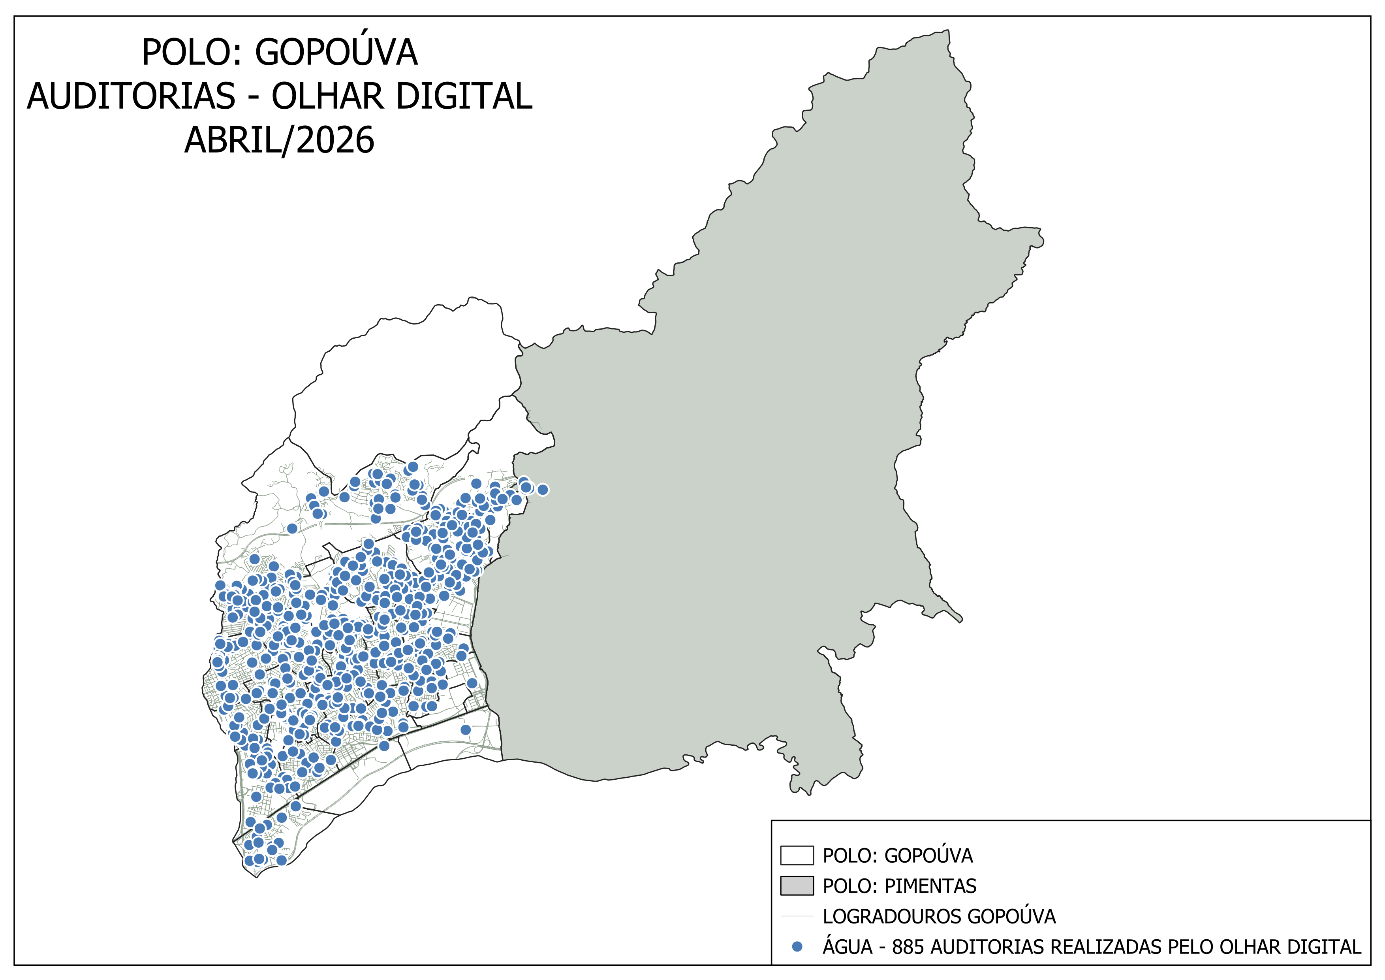 POLO: GOPOÚVA
AUDITORIAS - OLHAR DIGITAL
ABRIL/2026
POLO: GOPOÚVA
POLO: PIMENTAS
LOGRADOUROS GOPOÚVA
ÁGUA - 885 AUDITORIAS REALIZADAS PELO OLHAR DIGITAL